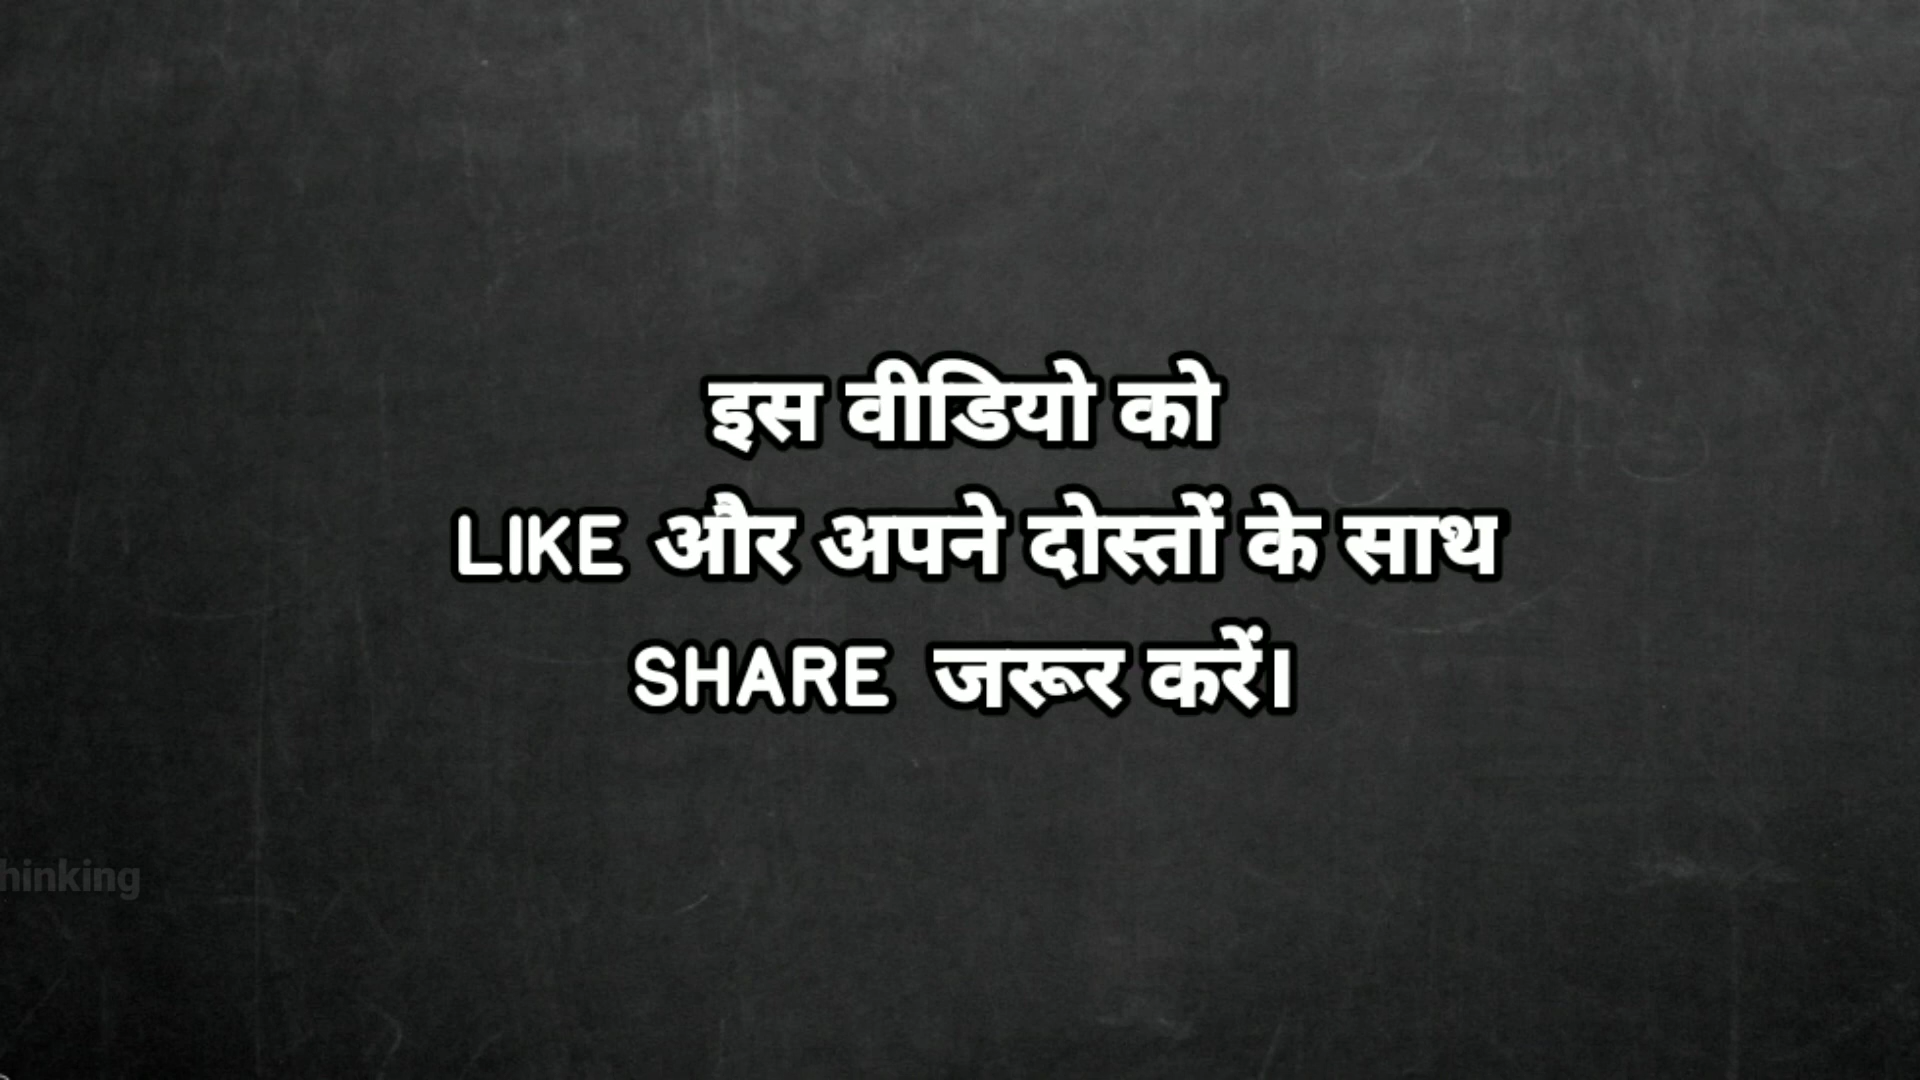 इस वीडियो को
LIKE और अपने दोस्तों के साथ
SHARE जरूर करें।
hinking